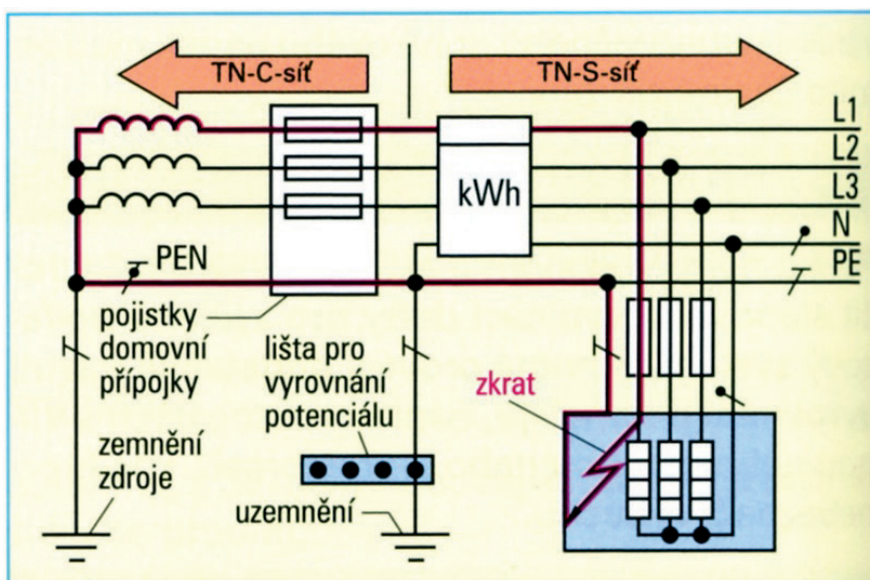 TN-C-síť
TN-S-síť
L1
L2
L3
N
PE
kWh
PEN
pojistky
domovní
přípojky
lišta pro
vyrovnání
potenciálu
zkrat
zemnění
zdroje
uzemnění